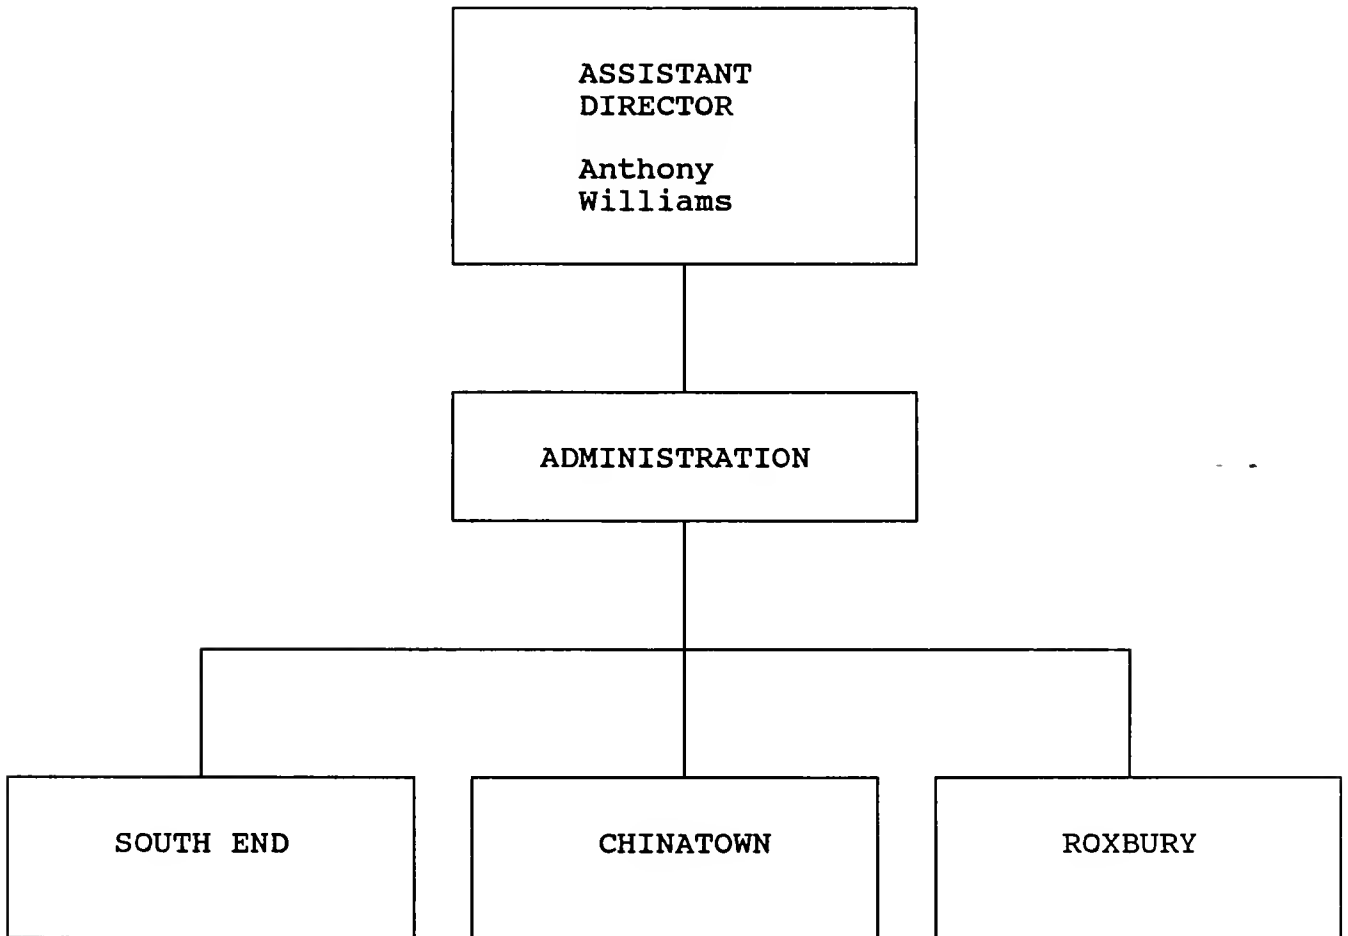 ASSISTANT
DIRECTOR
Anthony
Williams
ADMINISTRATION
SOUTH END
CHINATOWN
ROXBURY